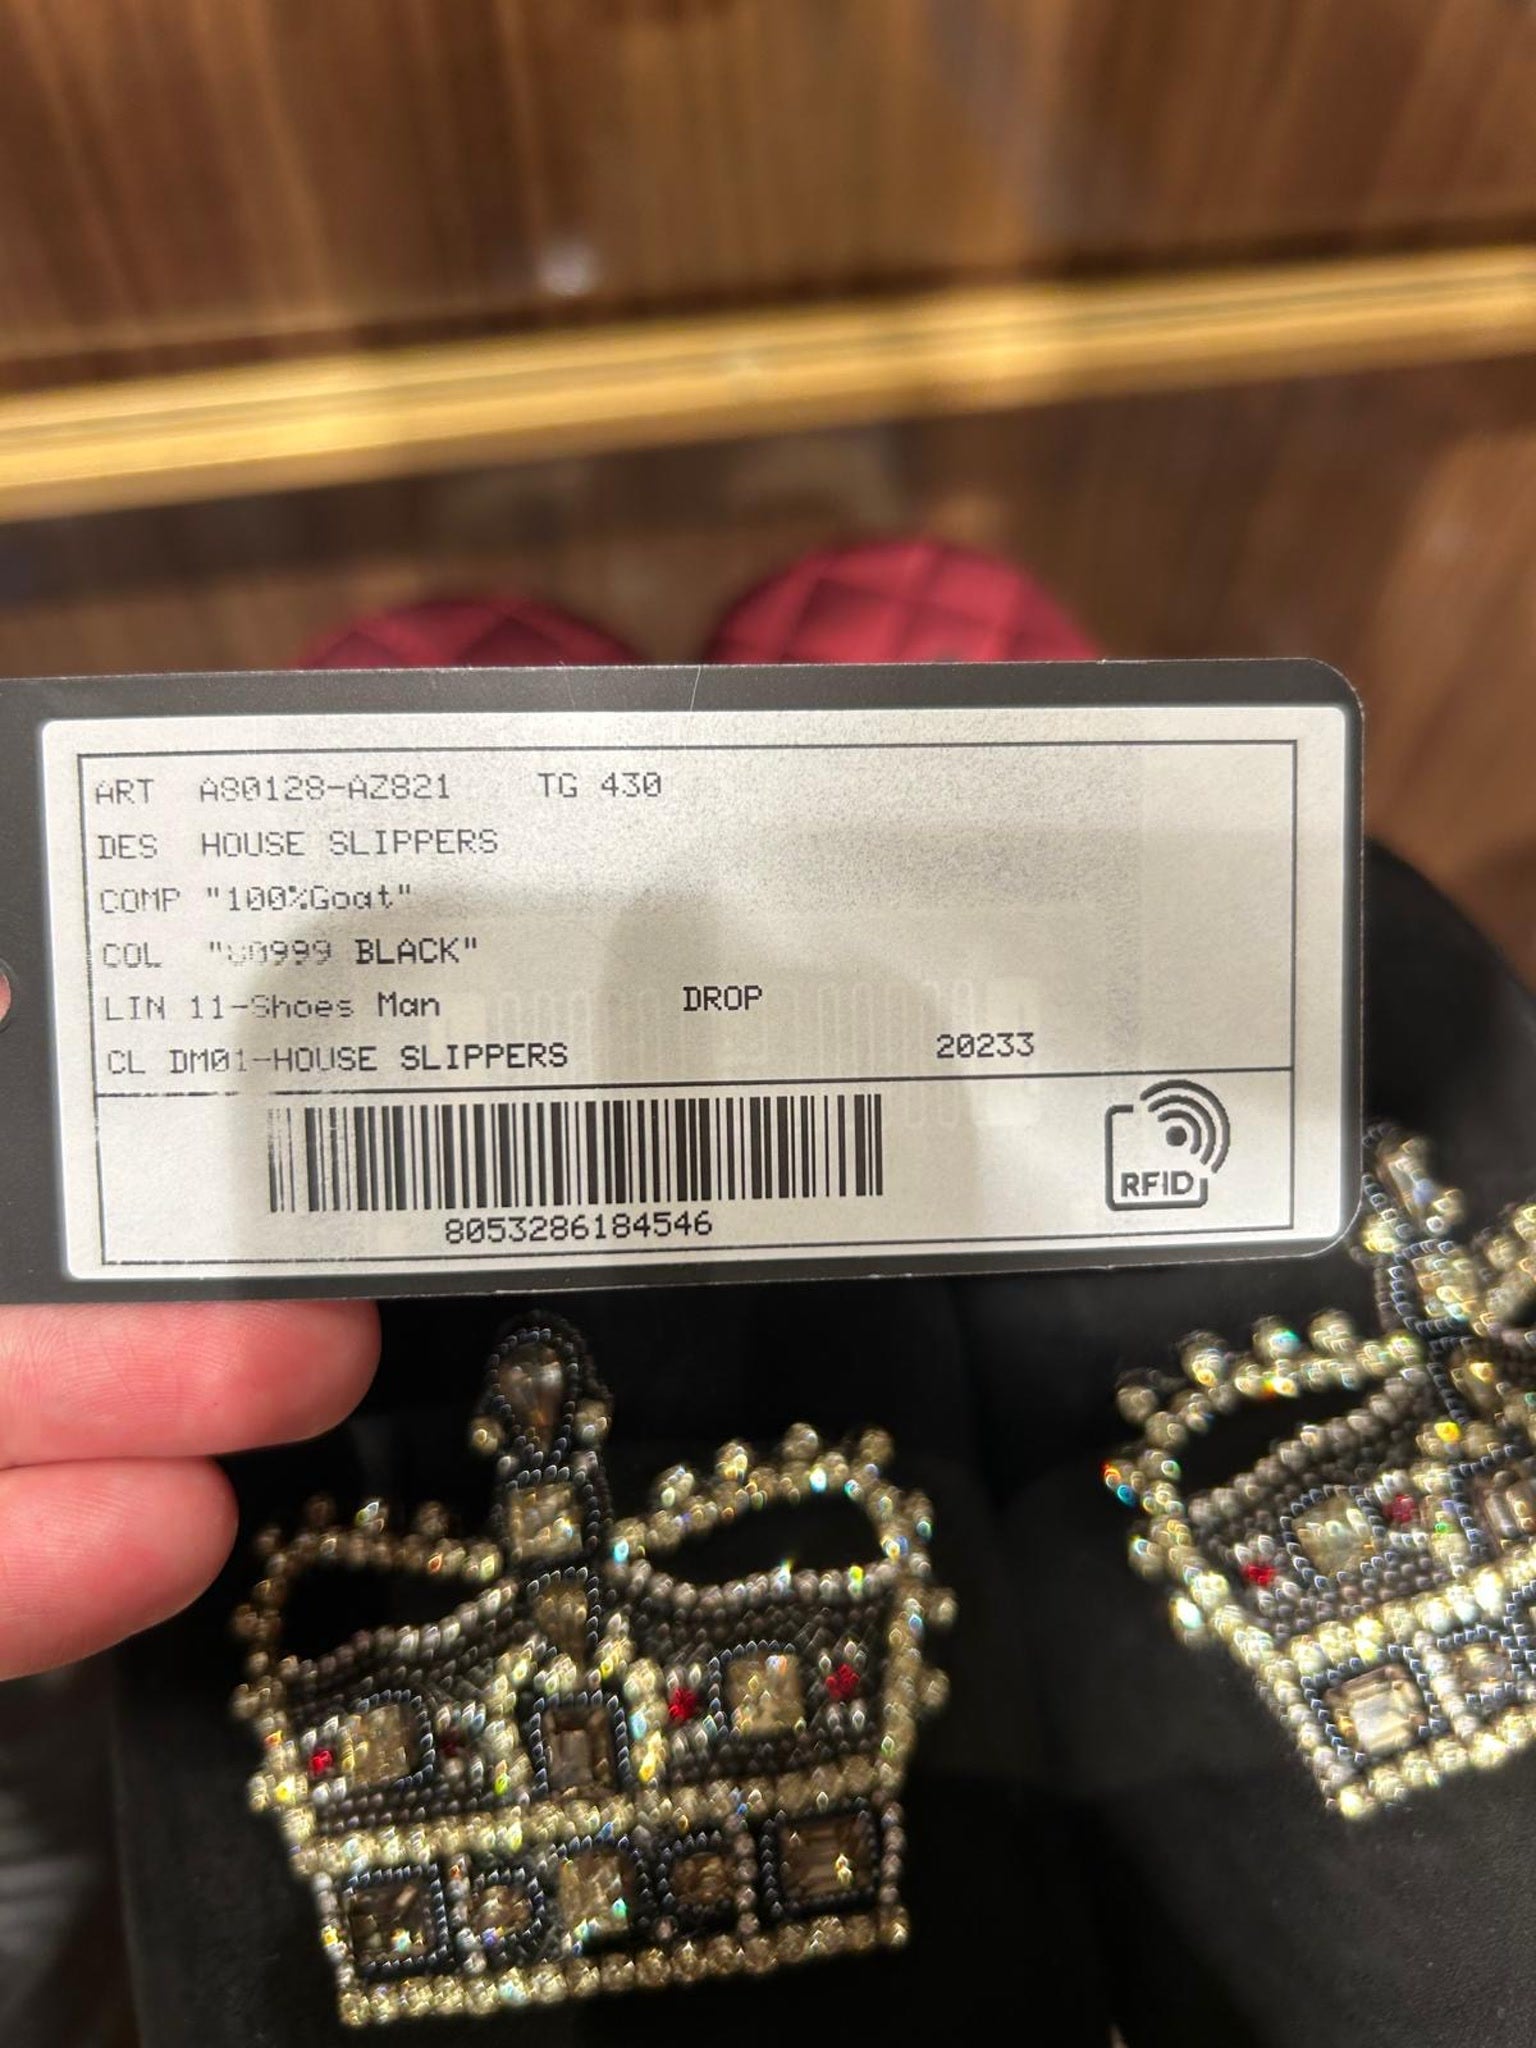 ART A80128-AZ821 TG 430
DES HOUSE SLIPPERS
COMP "100%Goat"
COL "80999 BLACK"
LIN 11-Shoes Man DROP
CL DM01-HOUSE SLIPPERS 20233
8053286184546
RFID